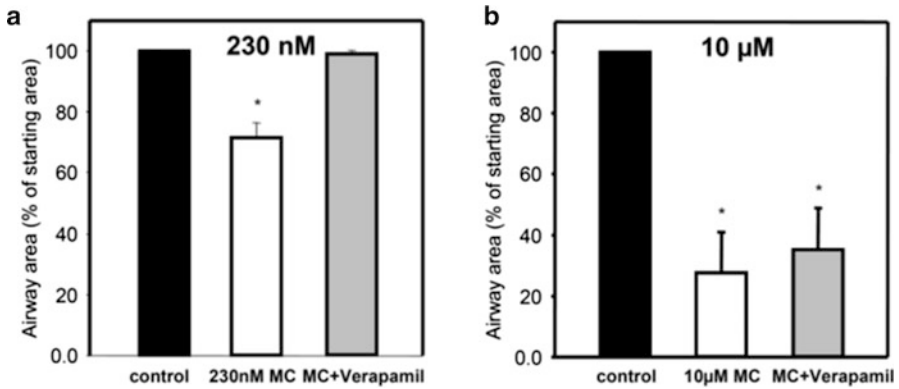 a
230 nM
Airway area (% of starting area)
100
80
60
40
20
0.0
*
control
230nM MC
MC+Verapamil
b
10 µM
Airway area (% of starting area)
100
80
60
40
20
0.0
*
*
control
10µM MC
MC+Verapamil